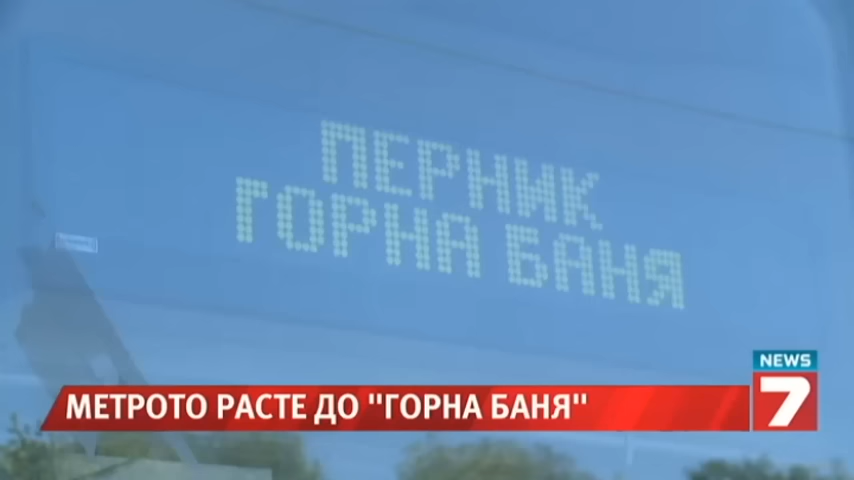 ПЕРНИК
ГОРНА БАНЯ
МЕТРОТО РАСТЕ ДО "ГОРНА БАНЯ"
NEWS
7